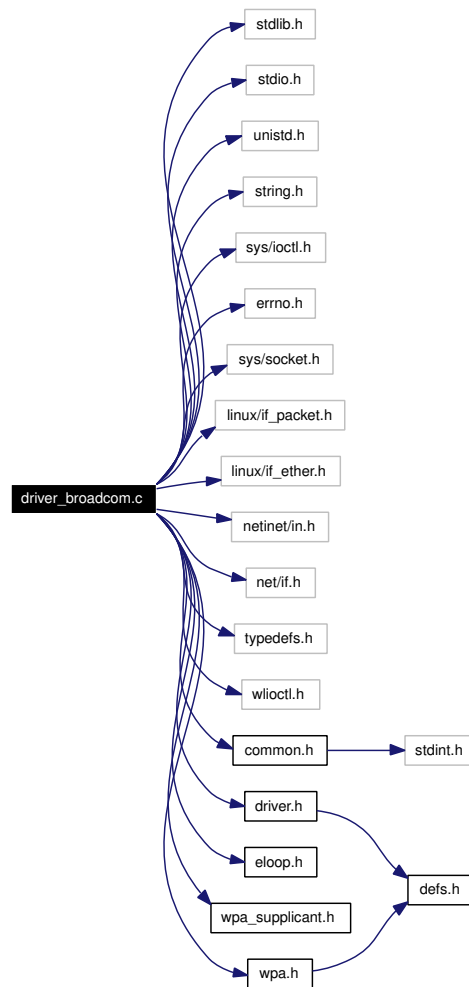 stdlib.h
stdio.h
unistd.h
string.h
sys/ioctl.h
errno.h
sys/socket.h
linux/if_packet.h
linux/if_ether.h
driver_broadcom.c
netinet/in.h
net/if.h
typedefs.h
wlioctl.h
common.h
stdint.h
driver.h
eloop.h
defs.h
wpa_supplicant.h
wpa.h